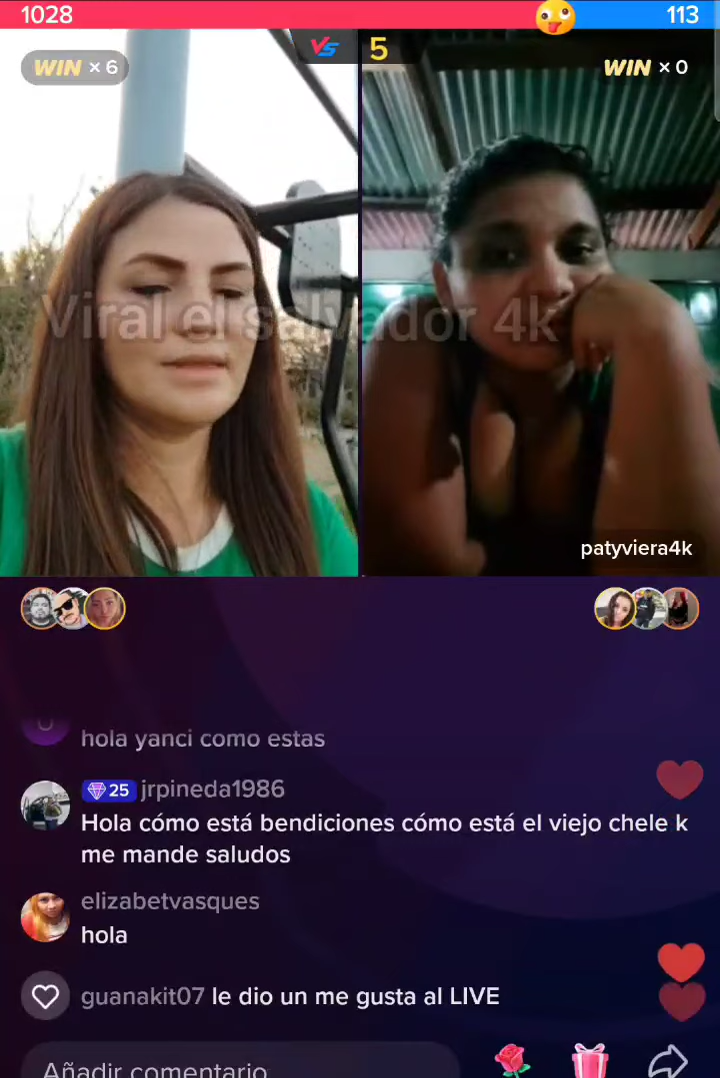 1028
113
VS
5
WIN × 6
WIN × 0
Viral el salvador 4k
patyviera4k
hola yanci como estas
25 jrpineda1986
Hola cómo está bendiciones cómo está el viejo chele k
me mande saludos
elizabetvasques
hola
guanakit07 le dio un me gusta al LIVE
Añadir comentario